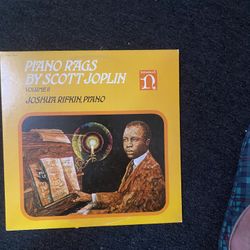 PIANO RAGS
BY SCOTT JOPLIN
VOLUME II
JOSHUA RIFKIN, PIANO